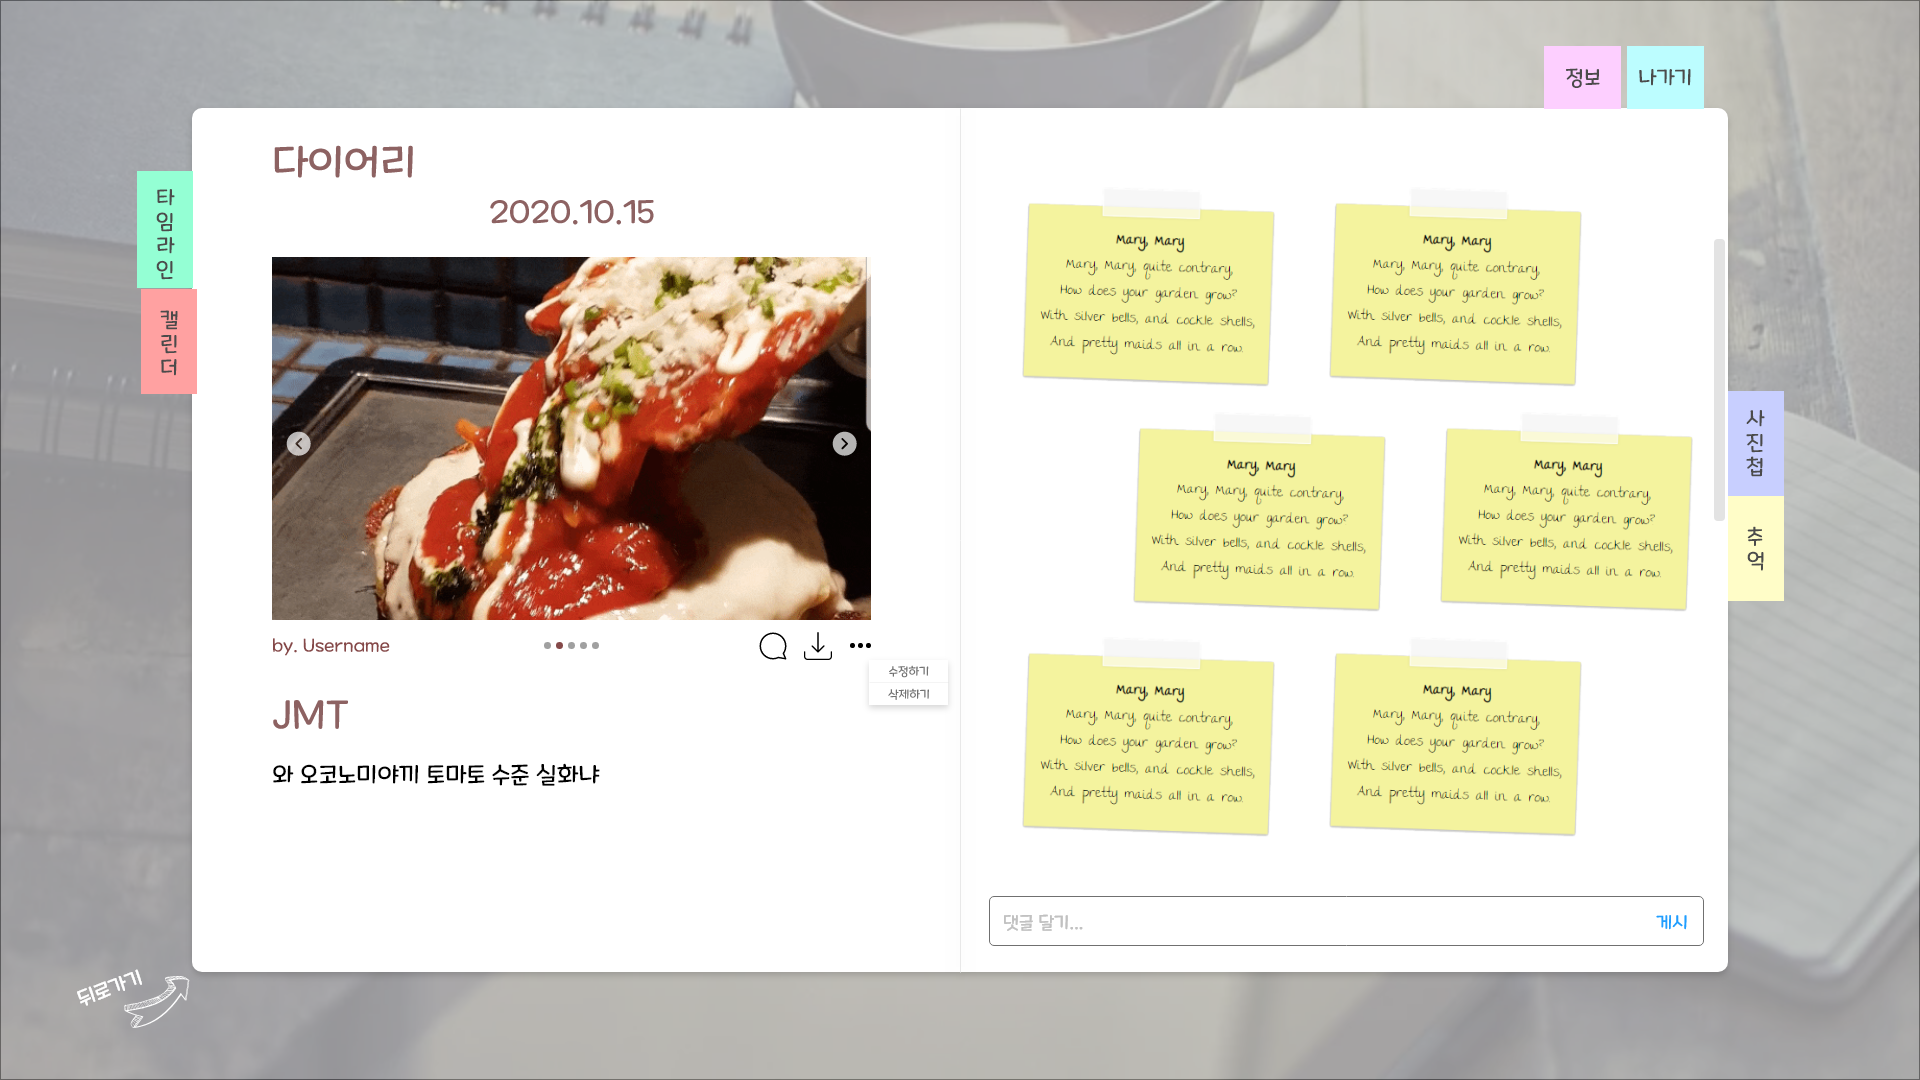 정보
나가기
다이어리
2020.10.15
타임라인
캘린더
by. Username
수정하기
삭제하기
JMT
와 오코노미야끼 토마토 수준 실화냐
뒤로가기
Mary, Mary
Mary, Mary, quite contrary,
How does your garden grow?
With silver bells, and cockle shells,
And pretty maids all in a row.
Mary, Mary
Mary, Mary, quite contrary,
How does your garden grow?
With silver bells, and cockle shells,
And pretty maids all in a row.
Mary, Mary
Mary, Mary, quite contrary,
How does your garden grow?
With silver bells, and cockle shells,
And pretty maids all in a row.
Mary, Mary
Mary, Mary, quite contrary,
How does your garden grow?
With silver bells, and cockle shells,
And pretty maids all in a row.
Mary, Mary
Mary, Mary, quite contrary,
How does your garden grow?
With silver bells, and cockle shells,
And pretty maids all in a row.
Mary, Mary
Mary, Mary, quite contrary,
How does your garden grow?
With silver bells, and cockle shells,
And pretty maids all in a row.
댓글 달기...
게시
사진첩
추억